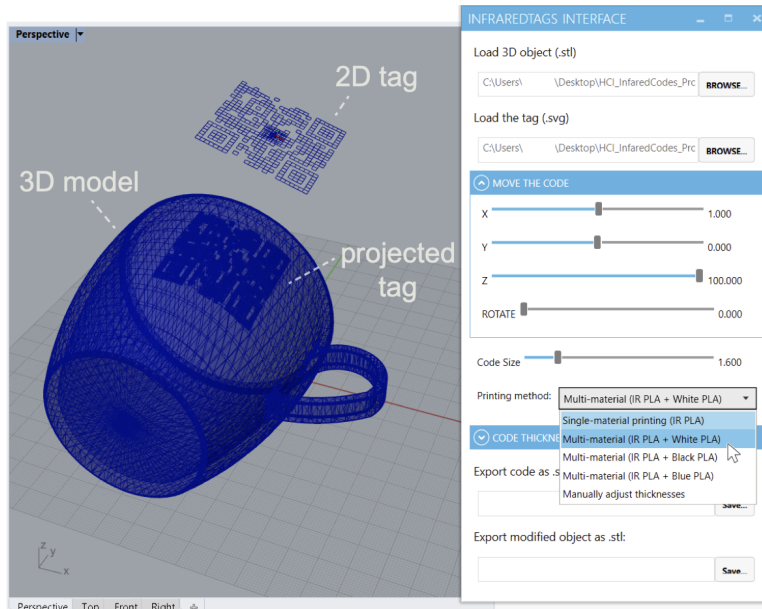 Perspective
2D tag
3D model
projected
tag
z
y
x
Perspective Top Front Right
INFRAREDTAGS INTERFACE
Load 3D object (.stl)
C:\Users\ \Desktop\HCI_InfaredCodes_Prc
BROWSE...
Load the tag (.svg)
C:\Users\ \Desktop\HCI_InfaredCodes_Prc
BROWSE...
MOVE THE CODE
X 1.000
Y 0.000
Z 100.000
ROTATE 0.000
Code Size 1.600
Printing method: Multi-material (IR PLA + White PLA)
Single-material printing (IR PLA)
Multi-material (IR PLA + White PLA)
Multi-material (IR PLA + Black PLA)
Multi-material (IR PLA + Blue PLA)
Manually adjust thicknesses
CODE THICKNE
Export code as .s
Save...
Export modified object as .stl:
Save...